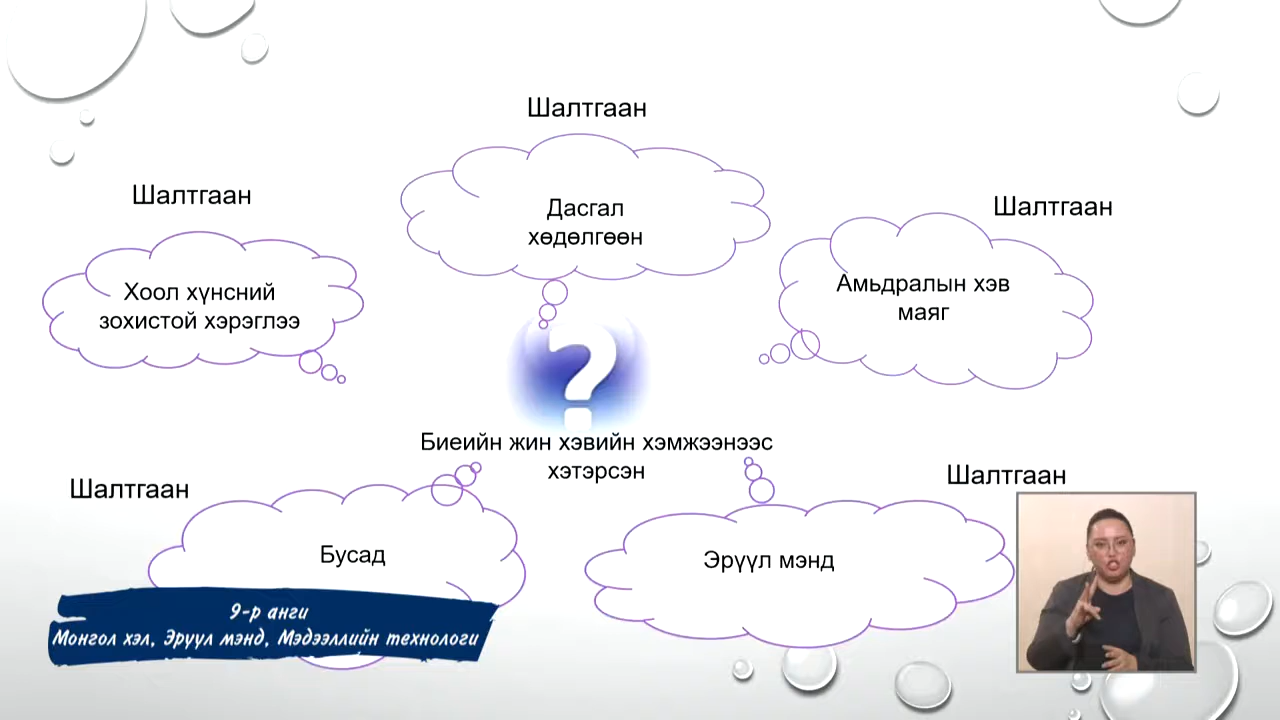 Шалтгаан
Дасгал
хөдөлгөөн
Шалтгаан
Хоол хүнсний
зохистой хэрэглээ
Шалтгаан
Амьдралын хэв
маяг
?
Биеийн жин хэвийн хэмжээнээс
хэтэрсэн
Шалтгаан
Бусад
Шалтгаан
Эрүүл мэнд
9-р анги
Монгол хэл, Эрүүл мэнд, Мэдээллийн технологи